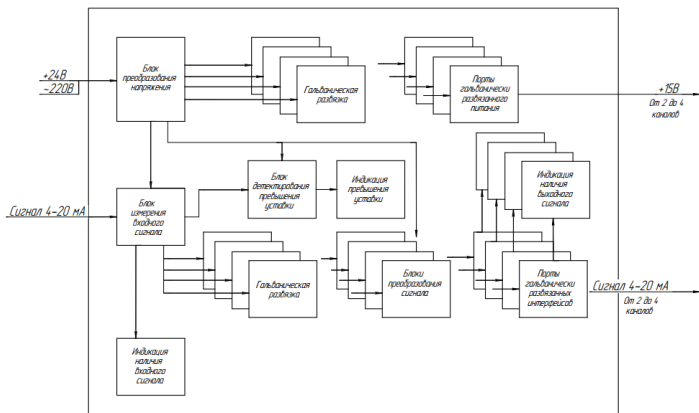 +24В
~220В
Блок
преобразования
напряжения
Гальваническая
развязка
Порты
гальванически
развязанного
питания
+15В
От 2 до 4
каналов
Сигнал 4-20 мА
Блок
измерения
входного
сигнала
Блок
детектирования
превышения
уставки
Индикация
превышения
уставки
Индикация
наличия
выходного
сигнала
Гальваническая
развязка
Блоки
преобразования
сигнала
Порты
гальванически
развязанных
интерфейсов
Сигнал 4-20 мА
От 2 до 4
каналов
Индикация
наличия
входного
сигнала